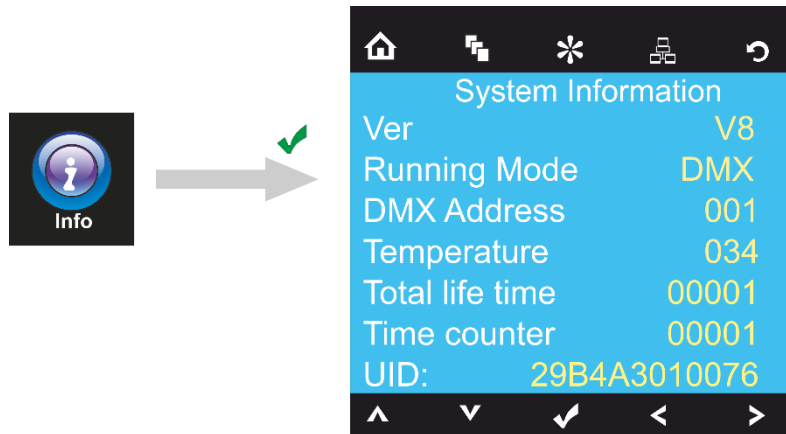 Info
System Information
Ver V8
Running Mode DMX
DMX Address 001
Temperature 034
Total life time 00001
Time counter 00001
UID: 29B4A3010076